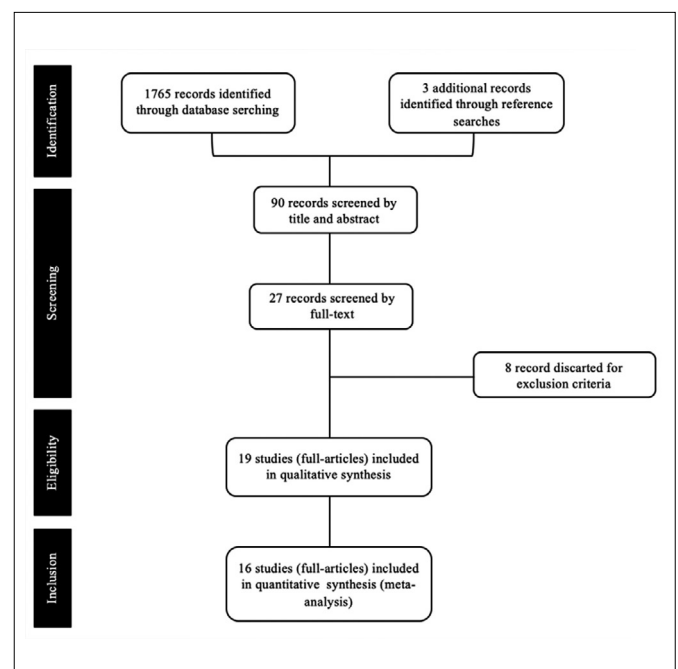 Identification
1765 records identified
through database serching
3 additional records
identified through reference
searches
Screening
90 records screened by
title and abstract
27 records screened by
full-text
8 record discarted for
exclusion criteria
Eligibility
19 studies (full-articles) included
in qualitative synthesis
Inclusion
16 studies (full-articles) included
in quantitative synthesis (meta-
analysis)